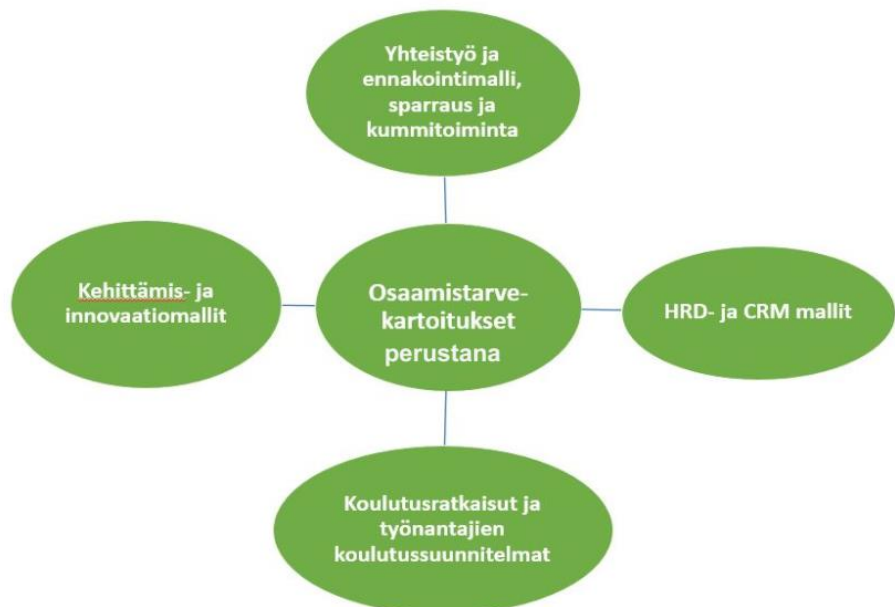 Yhteistyö ja
ennakointimalli,
sparraus ja
kummitoiminta
Kehittämis- ja
innovaatiomallit
Osaamistarve-
kartoitukset
perustana
HRD- ja CRM mallit
Koulutusratkaisut ja
työnantajien
koulutussuunnitelmat